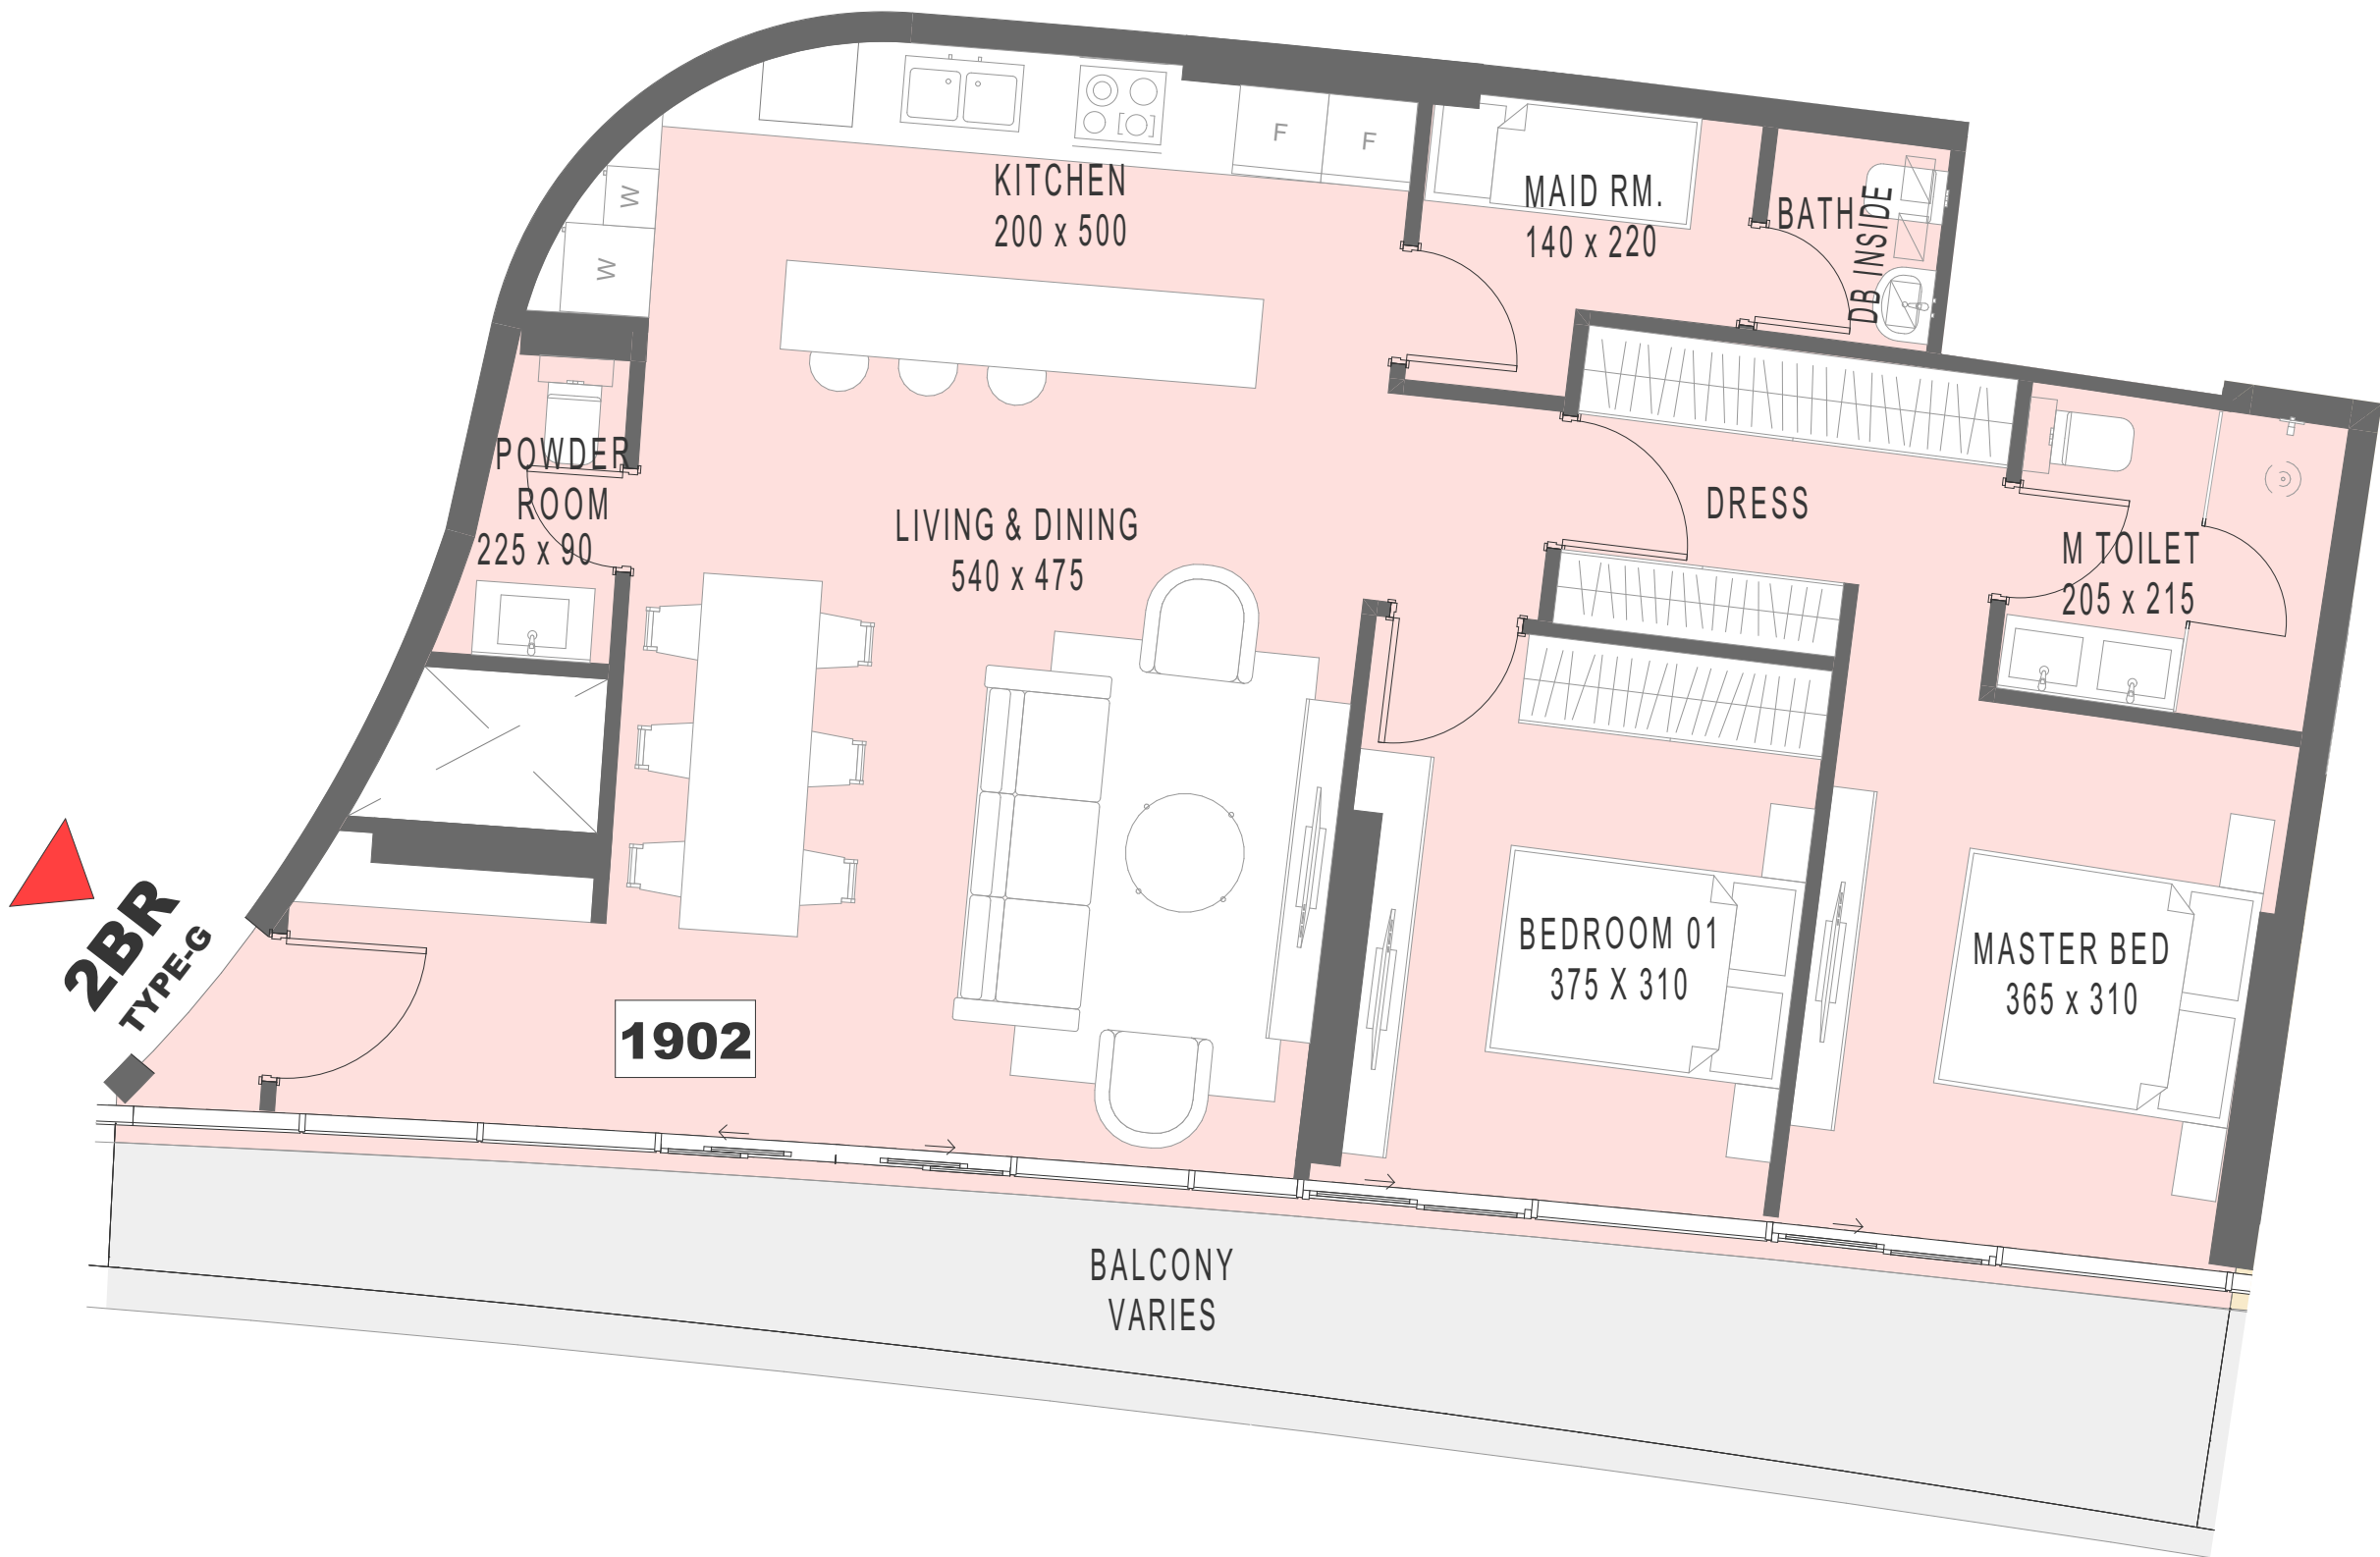 KITCHEN
200 x 500
F
F
MAID RM.
140 x 220
BATH
DB INSIDE
W
W
POWDER
ROOM
225 x 90
LIVING & DINING
540 x 475
DRESS
M TOILET
205 x 215
2BR
TYPE-G
1902
BEDROOM 01
375 X 310
MASTER BED
365 x 310
BALCONY
VARIES